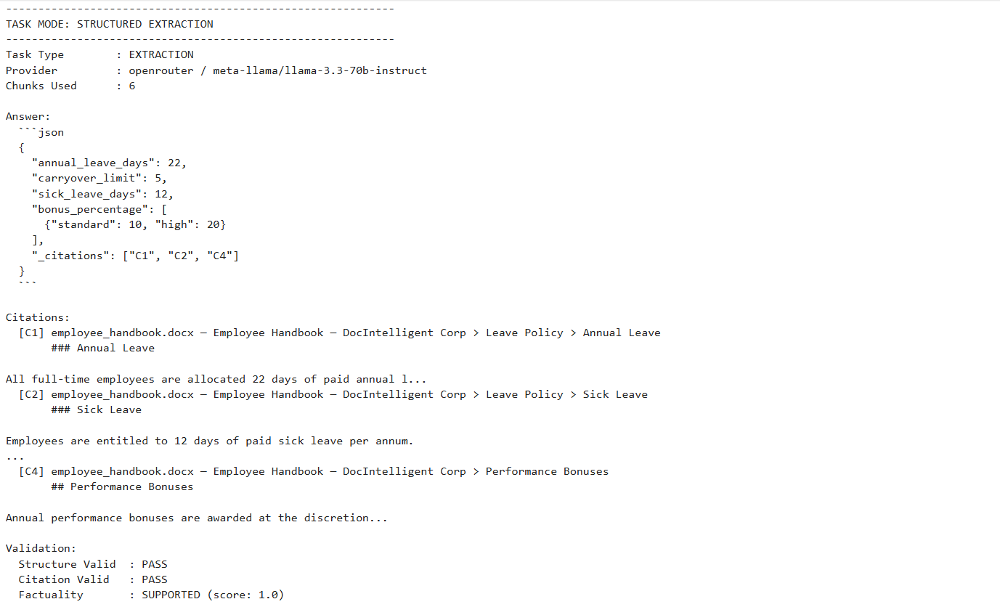 ------------------------------------------------------------
TASK MODE: STRUCTURED EXTRACTION
------------------------------------------------------------
Task Type        : EXTRACTION
Provider         : openrouter / meta-llama/llama-3.3-70b-instruct
Chunks Used      : 6

Answer:
  ```json
  {
    "annual_leave_days": 22,
    "carryover_limit": 5,
    "sick_leave_days": 12,
    "bonus_percentage": [
      {"standard": 10, "high": 20}
    ],
    "_citations": ["C1", "C2", "C4"]
  }
  ```

Citations:
  [C1] employee_handbook.docx — Employee Handbook — DocIntelligent Corp > Leave Policy > Annual Leave
       ### Annual Leave

All full-time employees are allocated 22 days of paid annual l...
  [C2] employee_handbook.docx — Employee Handbook — DocIntelligent Corp > Leave Policy > Sick Leave
       ### Sick Leave

Employees are entitled to 12 days of paid sick leave per annum.
...
  [C4] employee_handbook.docx — Employee Handbook — DocIntelligent Corp > Performance Bonuses
       ## Performance Bonuses

Annual performance bonuses are awarded at the discretion...

Validation:
  Structure Valid  : PASS
  Citation Valid   : PASS
  Factuality       : SUPPORTED (score: 1.0)